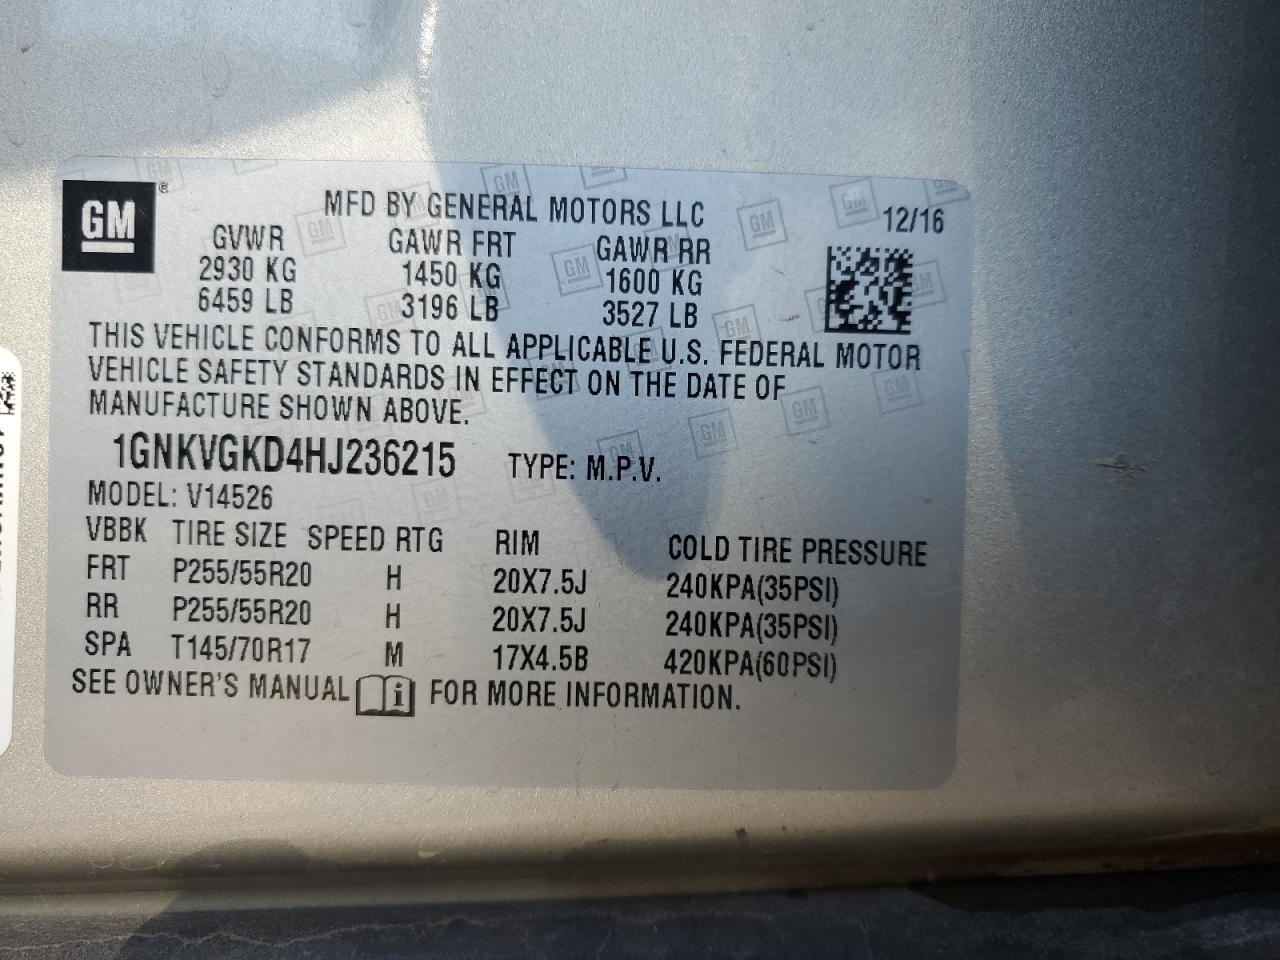 GM ®
MFD BY GENERAL MOTORS LLC 12/16
GVWR GAWR FRT GAWR RR
2930 KG 1450 KG 1600 KG
6459 LB 3196 LB 3527 LB
THIS VEHICLE CONFORMS TO ALL APPLICABLE U.S. FEDERAL MOTOR
VEHICLE SAFETY STANDARDS IN EFFECT ON THE DATE OF
MANUFACTURE SHOWN ABOVE.
1GNKVGKD4HJ236215 TYPE: M.P.V.
MODEL: V14526
VBBK TIRE SIZE SPEED RTG RIM COLD TIRE PRESSURE
FRT P255/55R20 H 20X7.5J 240KPA(35PSI)
RR P255/55R20 H 20X7.5J 240KPA(35PSI)
SPA T145/70R17 M 17X4.5B 420KPA(60PSI)
SEE OWNER'S MANUAL i FOR MORE INFORMATION.